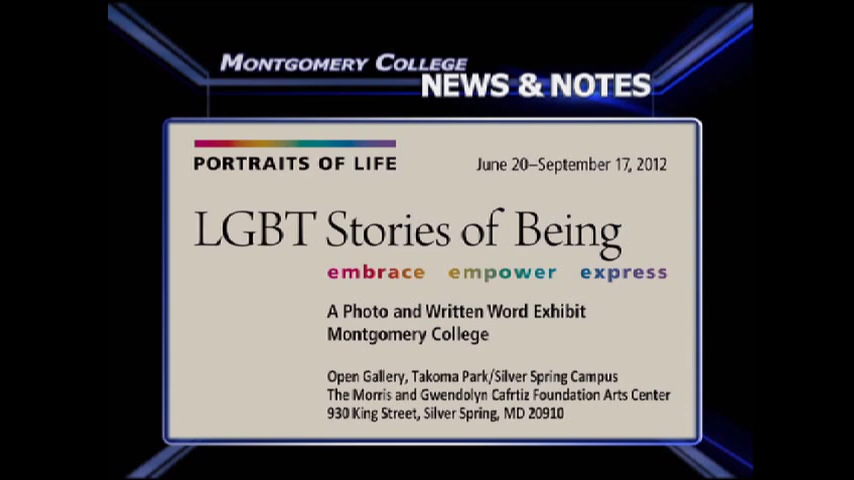 MONTGOMERY COLLEGE
NEWS & NOTES
PORTRAITS OF LIFE
June 20–September 17, 2012
LGBT Stories of Being
embrace empower express
A Photo and Written Word Exhibit
Montgomery College
Open Gallery, Takoma Park/Silver Spring Campus
The Morris and Gwendolyn Cafrtiz Foundation Arts Center
930 King Street, Silver Spring, MD 20910